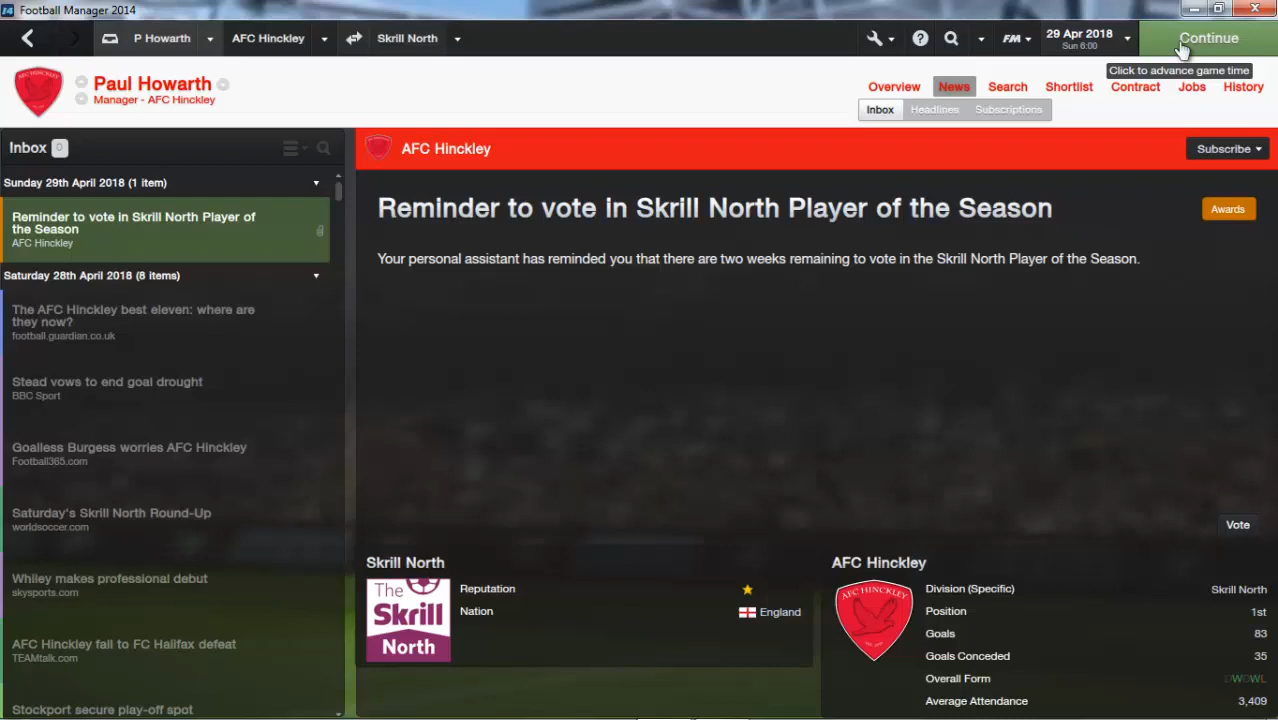 Football Manager 2014
P Howarth
AFC Hinckley
Skrill North
FM
29 Apr 2018
Sun 6:00
Continue
Click to advance game time
Paul Howarth
Manager - AFC Hinckley
Overview
News
Search
Shortlist
Contract
Jobs
History
Inbox
Headlines
Subscriptions
Inbox 0
Sunday 29th April 2018 (1 item)
Reminder to vote in Skrill North Player of
the Season
AFC Hinckley
Saturday 28th April 2018 (8 items)
The AFC Hinckley best eleven: where are
they now?
football.guardian.co.uk
Stead vows to end goal drought
BBC Sport
Goalless Burgess worries AFC Hinckley
Football365.com
Saturday's Skrill North Round-Up
worldsoccer.com
Whiley makes professional debut
skysports.com
AFC Hinckley fall to FC Halifax defeat
TEAMtalk.com
Stockport secure play-off spot
AFC Hinckley
Subscribe
Reminder to vote in Skrill North Player of the Season
Awards
Your personal assistant has reminded you that there are two weeks remaining to vote in the Skrill North Player of the Season.
Vote
Skrill North
The
Skrill
North
Reputation
Nation
England
AFC Hinckley
AFC HINCKLEY
Division (Specific)
Skrill North
Position
1st
Goals
83
Goals Conceded
35
Overall Form
DWDWL
Average Attendance
3,409